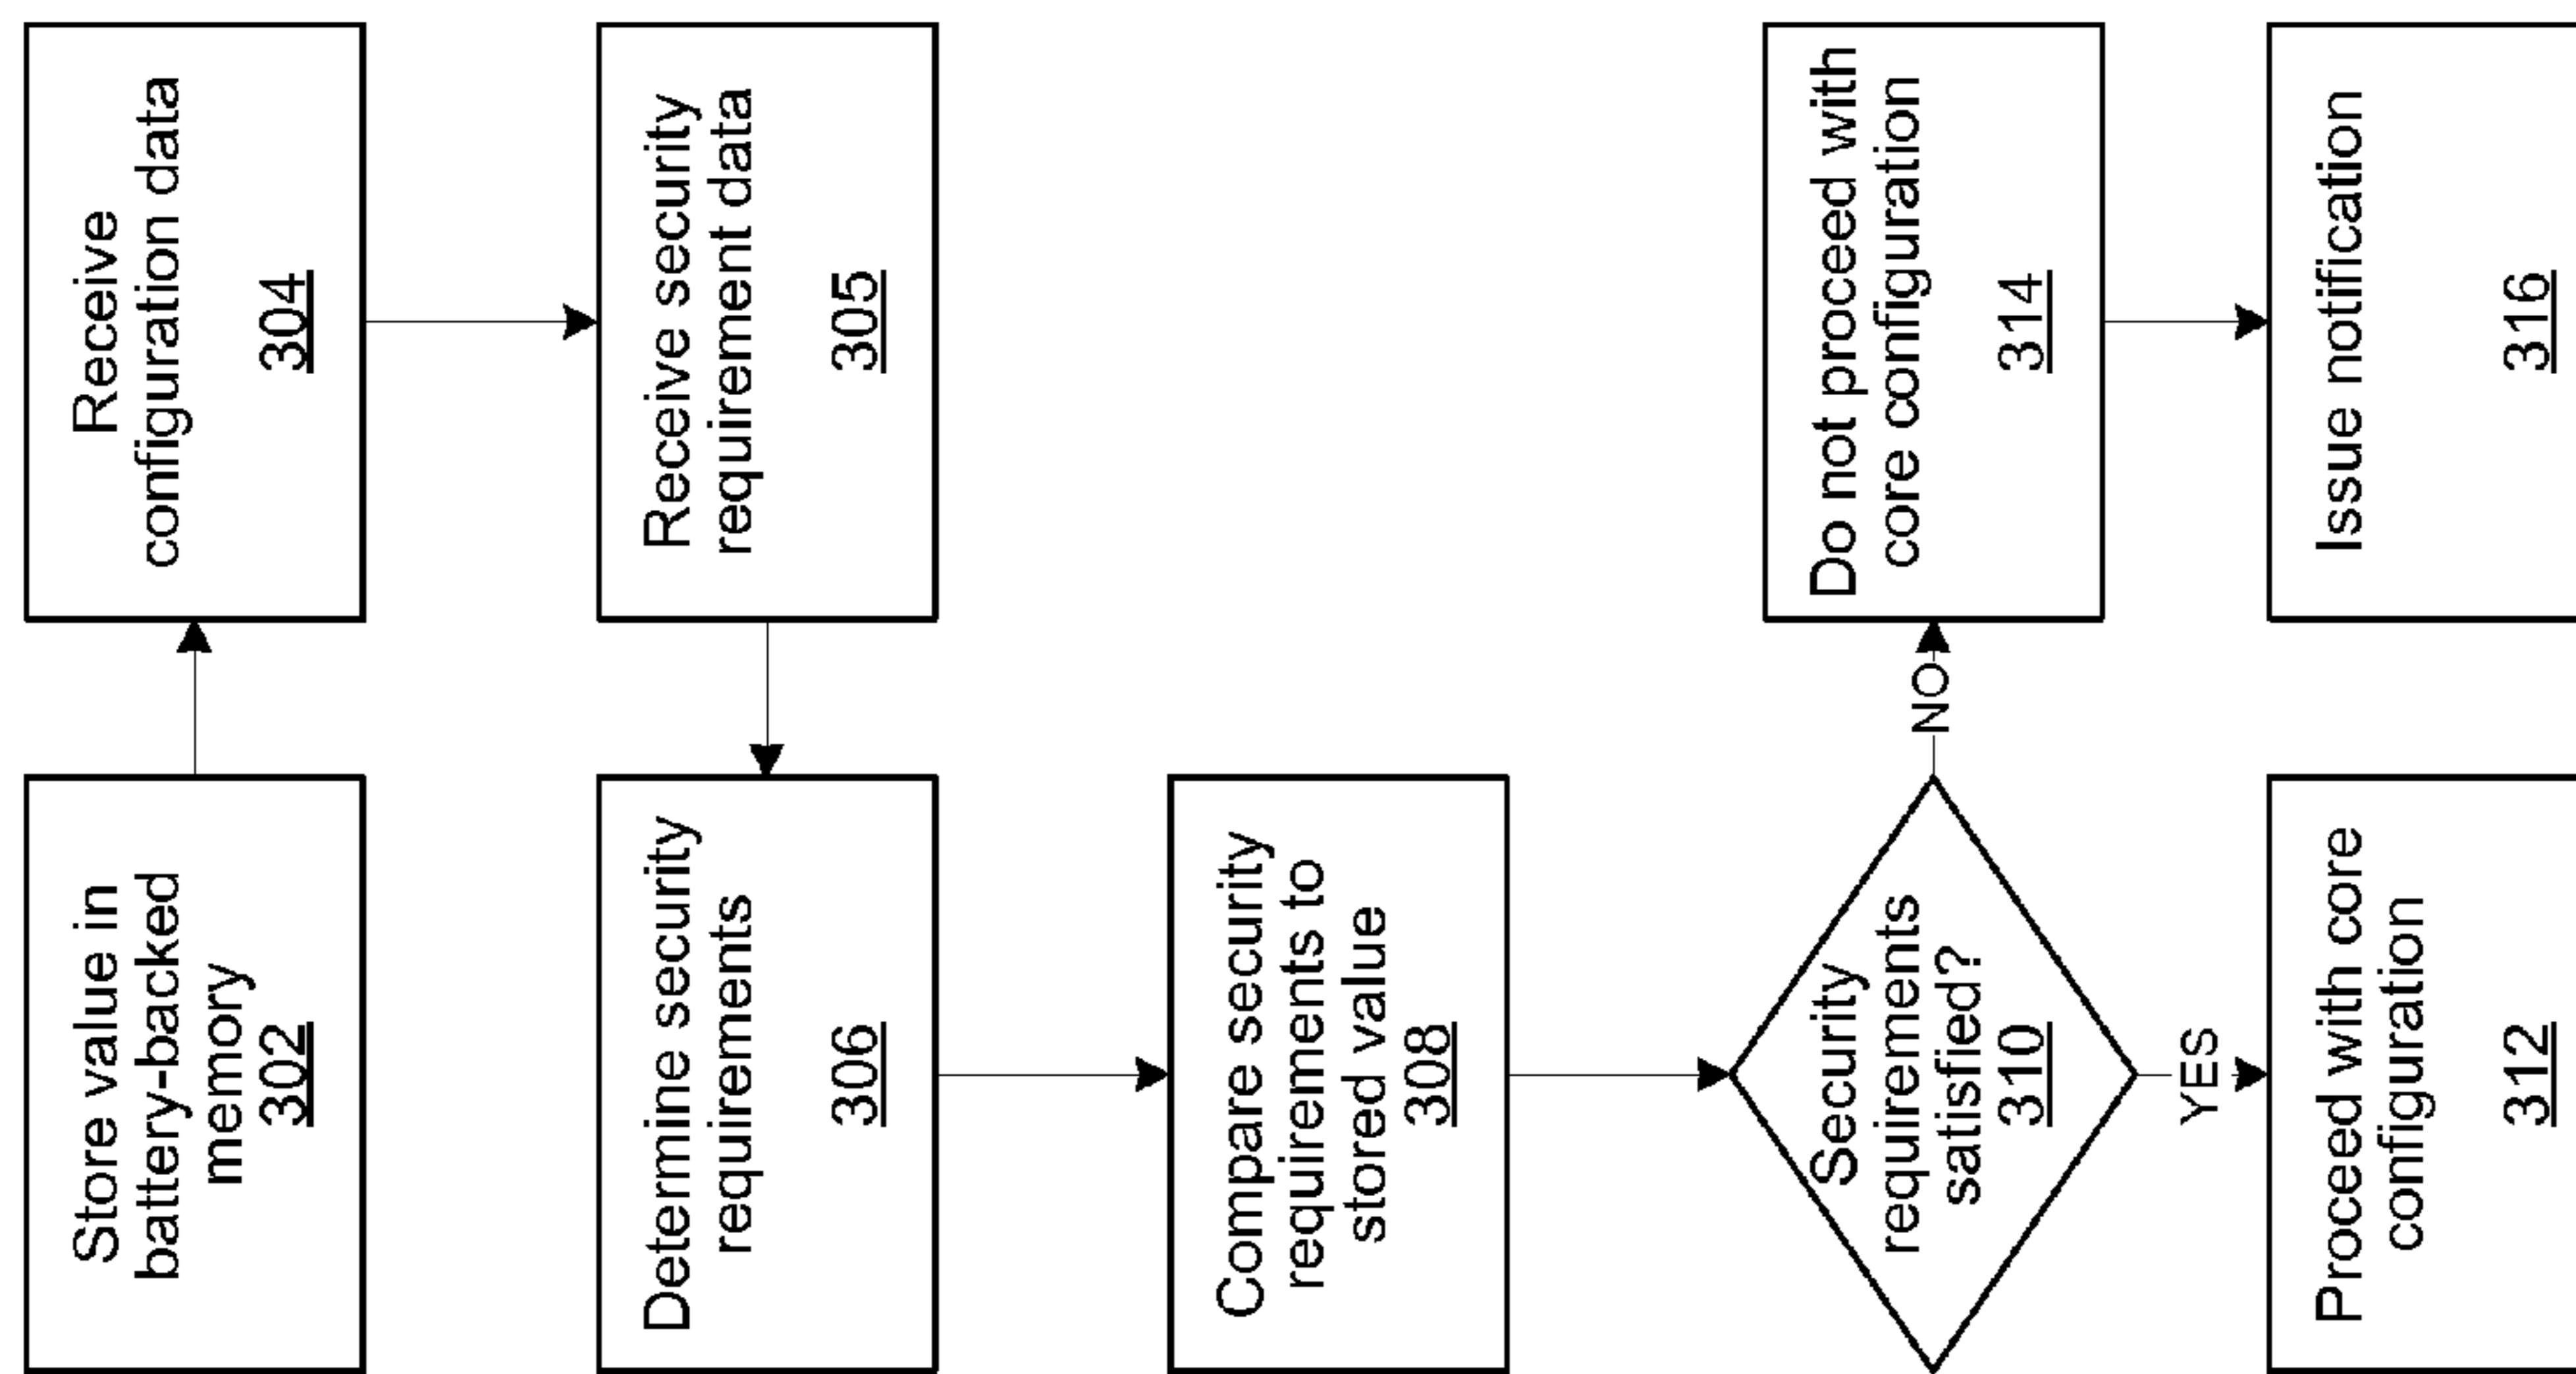 Store value in
battery-backed
memory
302
Receive
configuration data
304
Receive security
requirement data
305
Determine security
requirements
306
Compare security
requirements to
stored value
308
Security
requirements
satisfied?
310
NO
Do not proceed with
core configuration
314
Issue notification
316
YES
Proceed with core
configuration
312